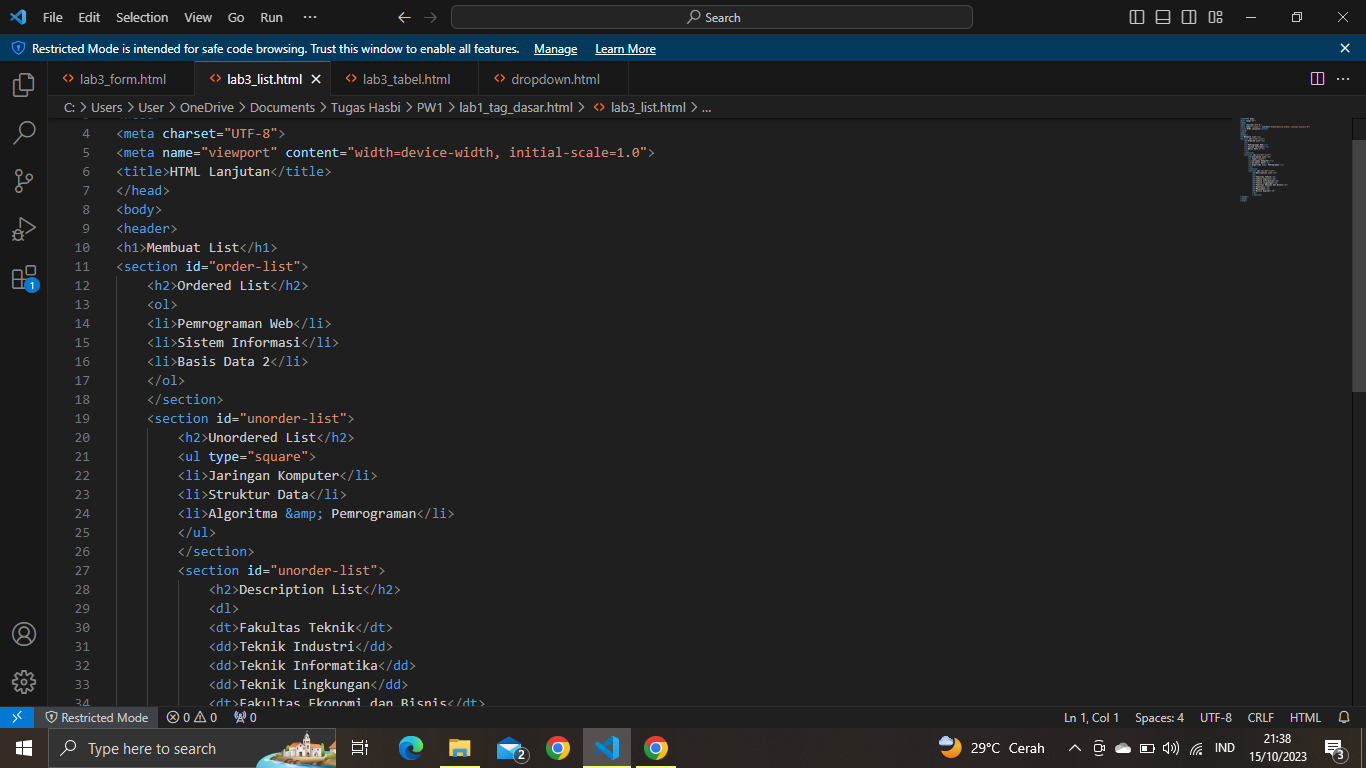 File Edit Selection View Go Run ··· Search
Restricted Mode is intended for safe code browsing. Trust this window to enable all features. Manage Learn More
lab3_form.html lab3_list.html lab3_tabel.html dropdown.html
C: > Users > User > OneDrive > Documents > Tugas Hasbi > PW1 > lab1_tag_dasar.html > lab3_list.html > ...
4 <meta charset="UTF-8">
5 <meta name="viewport" content="width=device-width, initial-scale=1.0">
6 <title>HTML Lanjutan</title>
7 </head>
8 <body>
9 <header>
10 <h1>Membuat List</h1>
11 <section id="order-list">
12 <h2>Ordered List</h2>
13 <ol>
14 <li>Pemrograman Web</li>
15 <li>Sistem Informasi</li>
16 <li>Basis Data 2</li>
17 </ol>
18 </section>
19 <section id="unorder-list">
20 <h2>Unordered List</h2>
21 <ul type="square">
22 <li>Jaringan Komputer</li>
23 <li>Struktur Data</li>
24 <li>Algoritma &amp; Pemrograman</li>
25 </ul>
26 </section>
27 <section id="unorder-list">
28 <h2>Description List</h2>
29 <dl>
30 <dt>Fakultas Teknik</dt>
31 <dd>Teknik Industri</dd>
32 <dd>Teknik Informatika</dd>
33 <dd>Teknik Lingkungan</dd>
34 <dt>Fakultas Ekonomi dan Bisnis</dt>
1
Restricted Mode 0 0 0 Ln 1, Col 1 Spaces: 4 UTF-8 CRLF HTML
Type here to search 2 29°C Cerah IND 21:38
15/10/2023 3